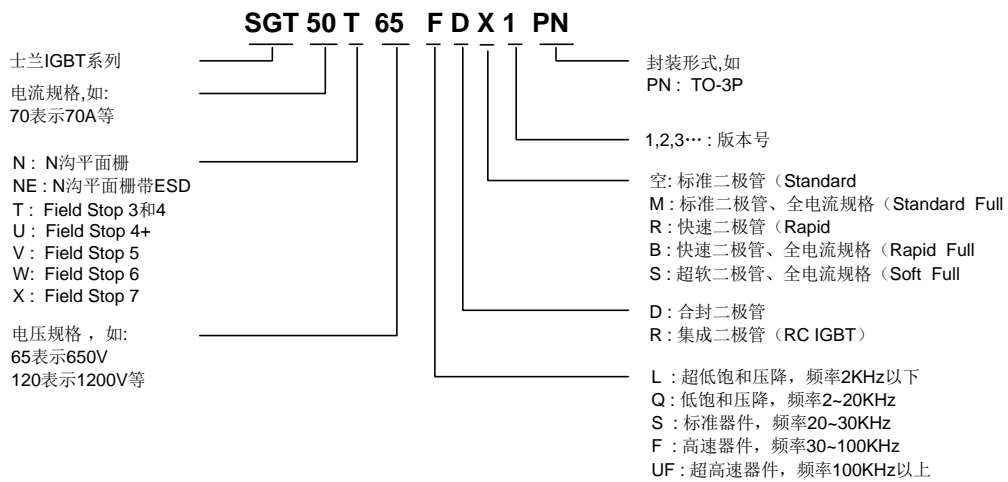 SGT 50 T 65 F D X 1 PN
士兰IGBT系列
电流规格,如:
70表示70A等
N : N沟平面栅
NE : N沟平面栅带ESD
T : Field Stop 3和4
U : Field Stop 4+
V : Field Stop 5
W: Field Stop 6
X : Field Stop 7
电压规格 ，如:
65表示650V
120表示1200V等
封装形式,如
PN : TO-3P
1,2,3… : 版本号
空: 标准二极管（Standard
M : 标准二极管、全电流规格（Standard Full
R : 快速二极管（Rapid
B : 快速二极管、全电流规格（Rapid Full
S : 超软二极管、全电流规格（Soft Full
D : 合封二极管
R : 集成二极管（RC IGBT）
L : 超低饱和压降，频率2KHz以下
Q : 低饱和压降，频率2~20KHz
S : 标准器件，频率20~30KHz
F : 高速器件，频率30~100KHz
UF : 超高速器件，频率100KHz以上